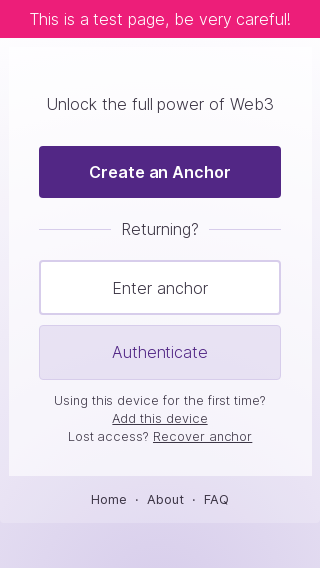 This is a test page, be very careful!
Unlock the full power of Web3
Create an Anchor
Returning?
Enter anchor
Authenticate
Using this device for the first time?
Add this device
Lost access? Recover anchor
Home · About · FAQ